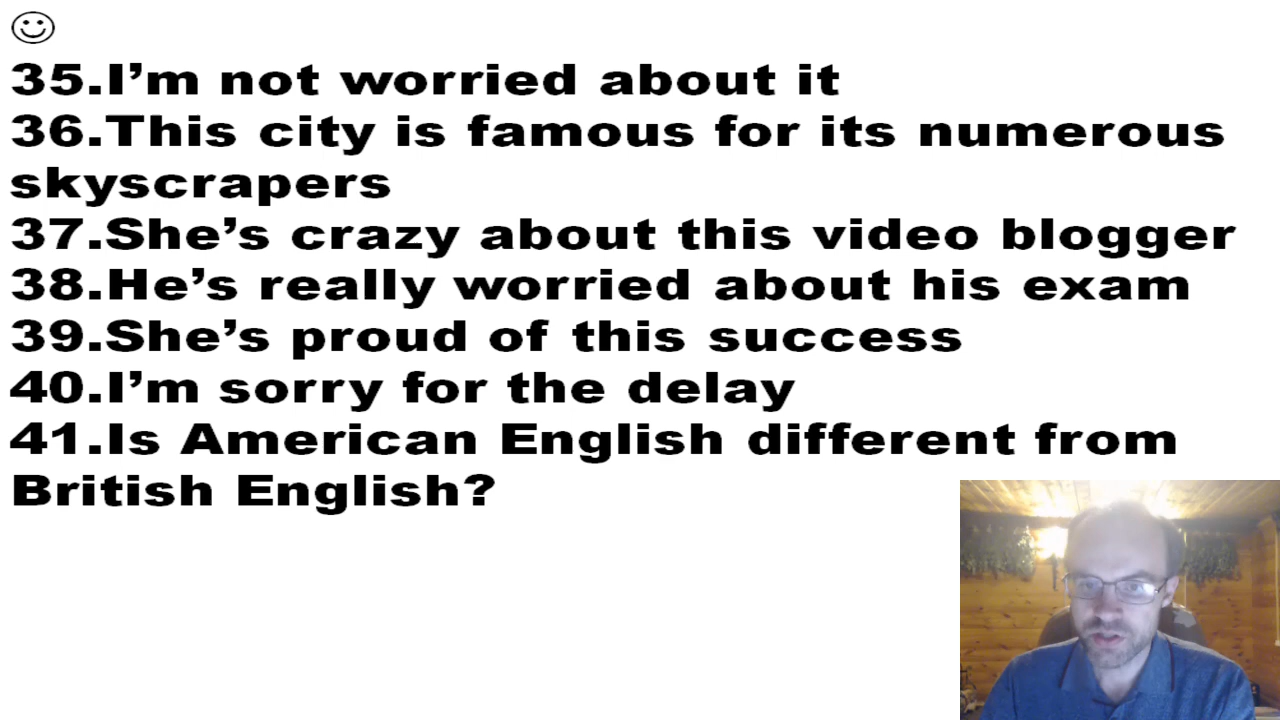 35.I'm not worried about it
36.This city is famous for its numerous
skyscrapers
37.She's crazy about this video blogger
38.He's really worried about his exam
39.She's proud of this success
40.I'm sorry for the delay
41.Is American English different from
British English?